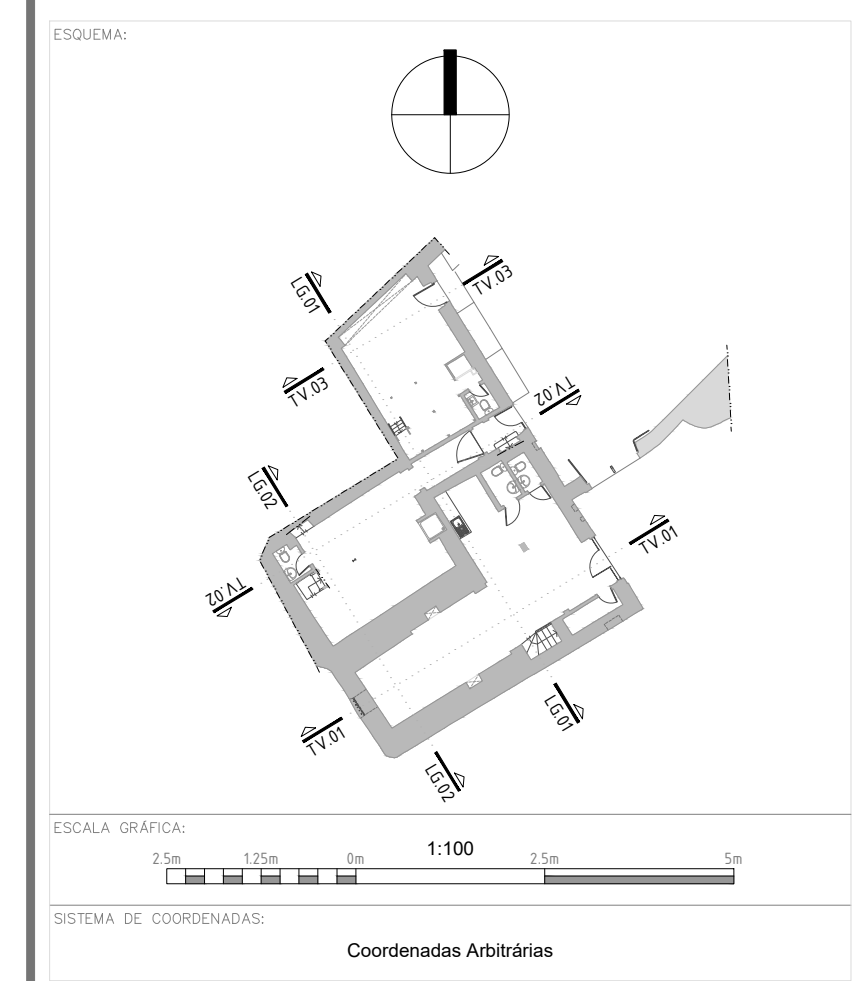 ESQUEMA:
LG.01
TV.03
TV.03
TV.02
LG.02
TV.01
TV.02
LG.01
TV.01
LG.02
ESCALA GRÁFICA:
1:100
2.5m 1.25m 0m 2.5m 5m
SISTEMA DE COORDENADAS:
Coordenadas Arbitrárias